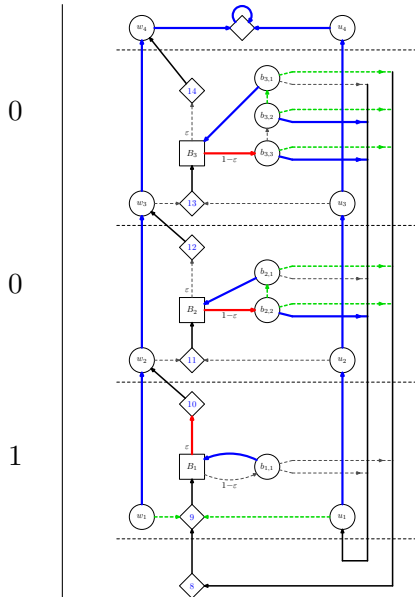 w₄ u₄
14 b₃,₁
0 b₃,₂
ε
B₃ b₃,₃
1−ε
w₃ 13 u₃
12
b₂,₁
0 ε
B₂ b₂,₂
1−ε
w₂ 11 u₂
10
ε
1 B₁ b₁,₁
1−ε
w₁ 9 u₁
8